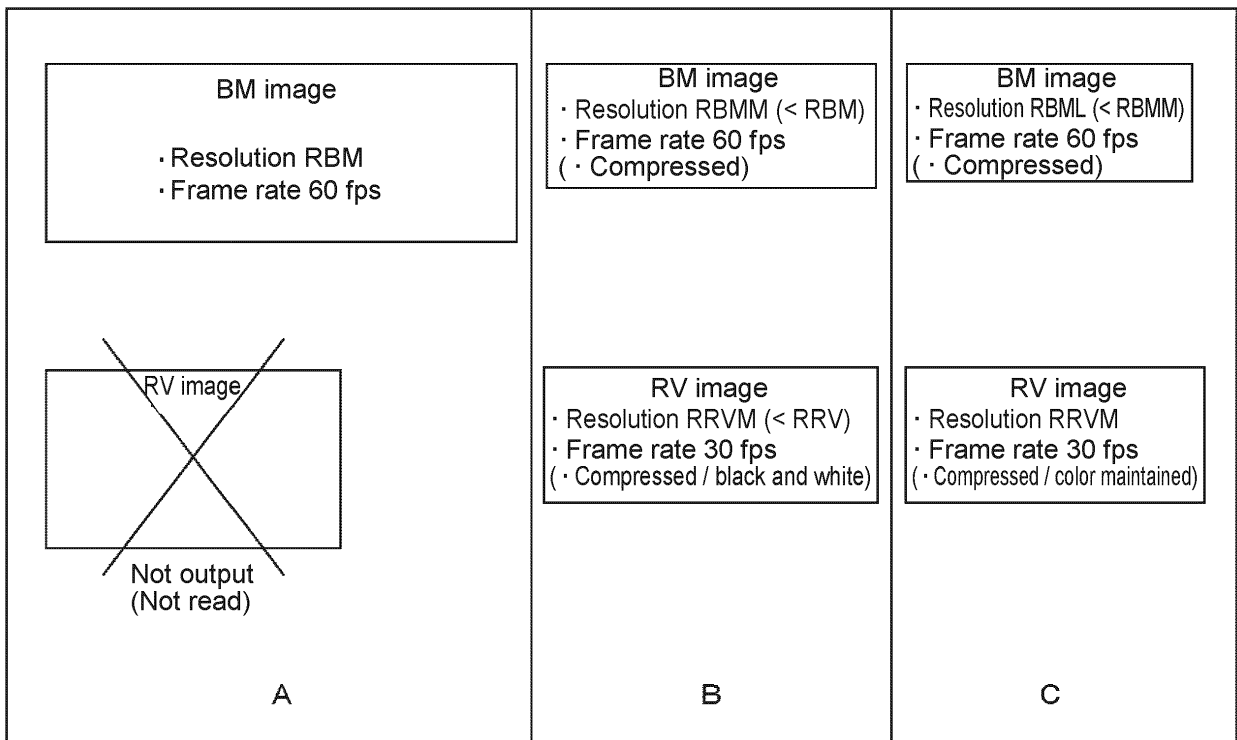 BM image
· Resolution RBM
· Frame rate 60 fps
RV image
Not output
(Not read)
A
BM image
· Resolution RBMM (< RBM)
· Frame rate 60 fps
( · Compressed)
RV image
· Resolution RRVM (< RRV)
· Frame rate 30 fps
( · Compressed / black and white)
B
BM image
· Resolution RBML (< RBMM)
· Frame rate 60 fps
( · Compressed)
RV image
· Resolution RRVM
· Frame rate 30 fps
( · Compressed / color maintained)
C